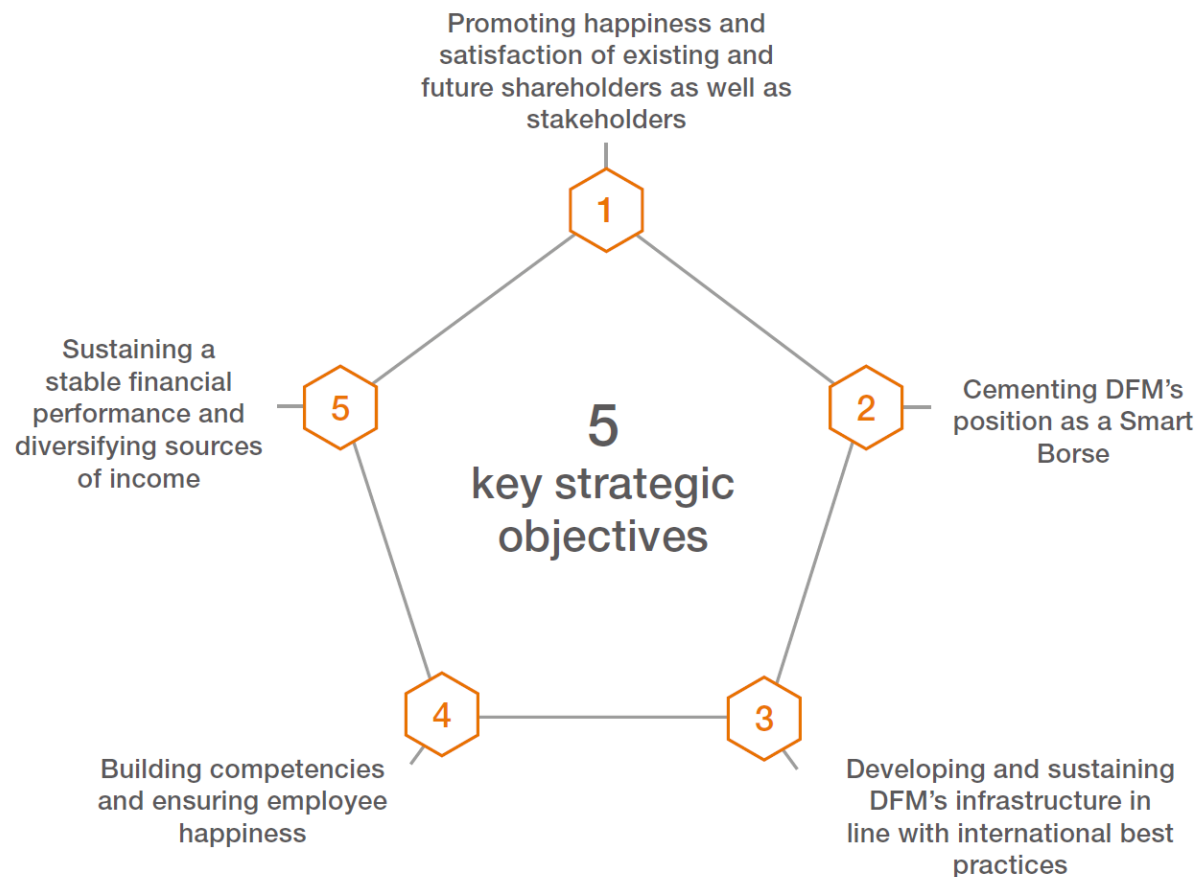 Promoting happiness and
satisfaction of existing and
future shareholders as well as
stakeholders
1
Sustaining a
stable financial
performance and
diversifying sources
of income
5
5
key strategic
objectives
2
Cementing DFM’s
position as a Smart
Borse
4
3
Building competencies
and ensuring employee
happiness
Developing and sustaining
DFM’s infrastructure in
line with international best
practices